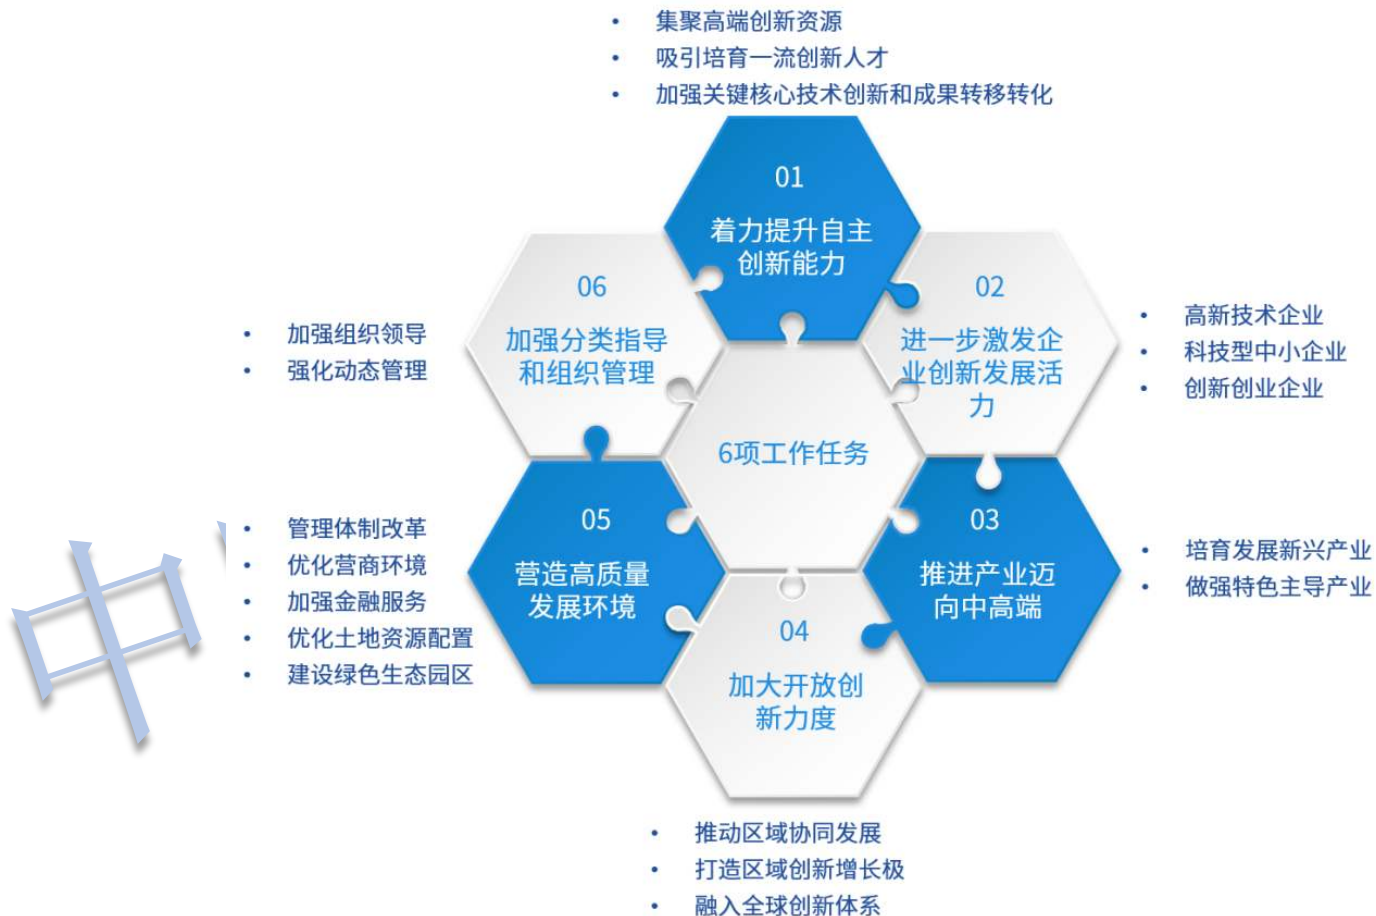 集聚高端创新资源
吸引培育一流创新人才
加强关键核心技术创新和成果转移转化
01
着力提升自主
创新能力
02
进一步激发企
业创新发展活
力
高新技术企业
科技型中小企业
创新创业企业
03
推进产业迈
向中高端
培育发展新兴产业
做强特色主导产业
04
加大开放创
新力度
推动区域协同发展
打造区域创新增长极
融入全球创新体系
05
营造高质量
发展环境
管理体制改革
优化营商环境
加强金融服务
优化土地资源配置
建设绿色生态园区
06
加强分类指导
和组织管理
加强组织领导
强化动态管理
6项工作任务
中